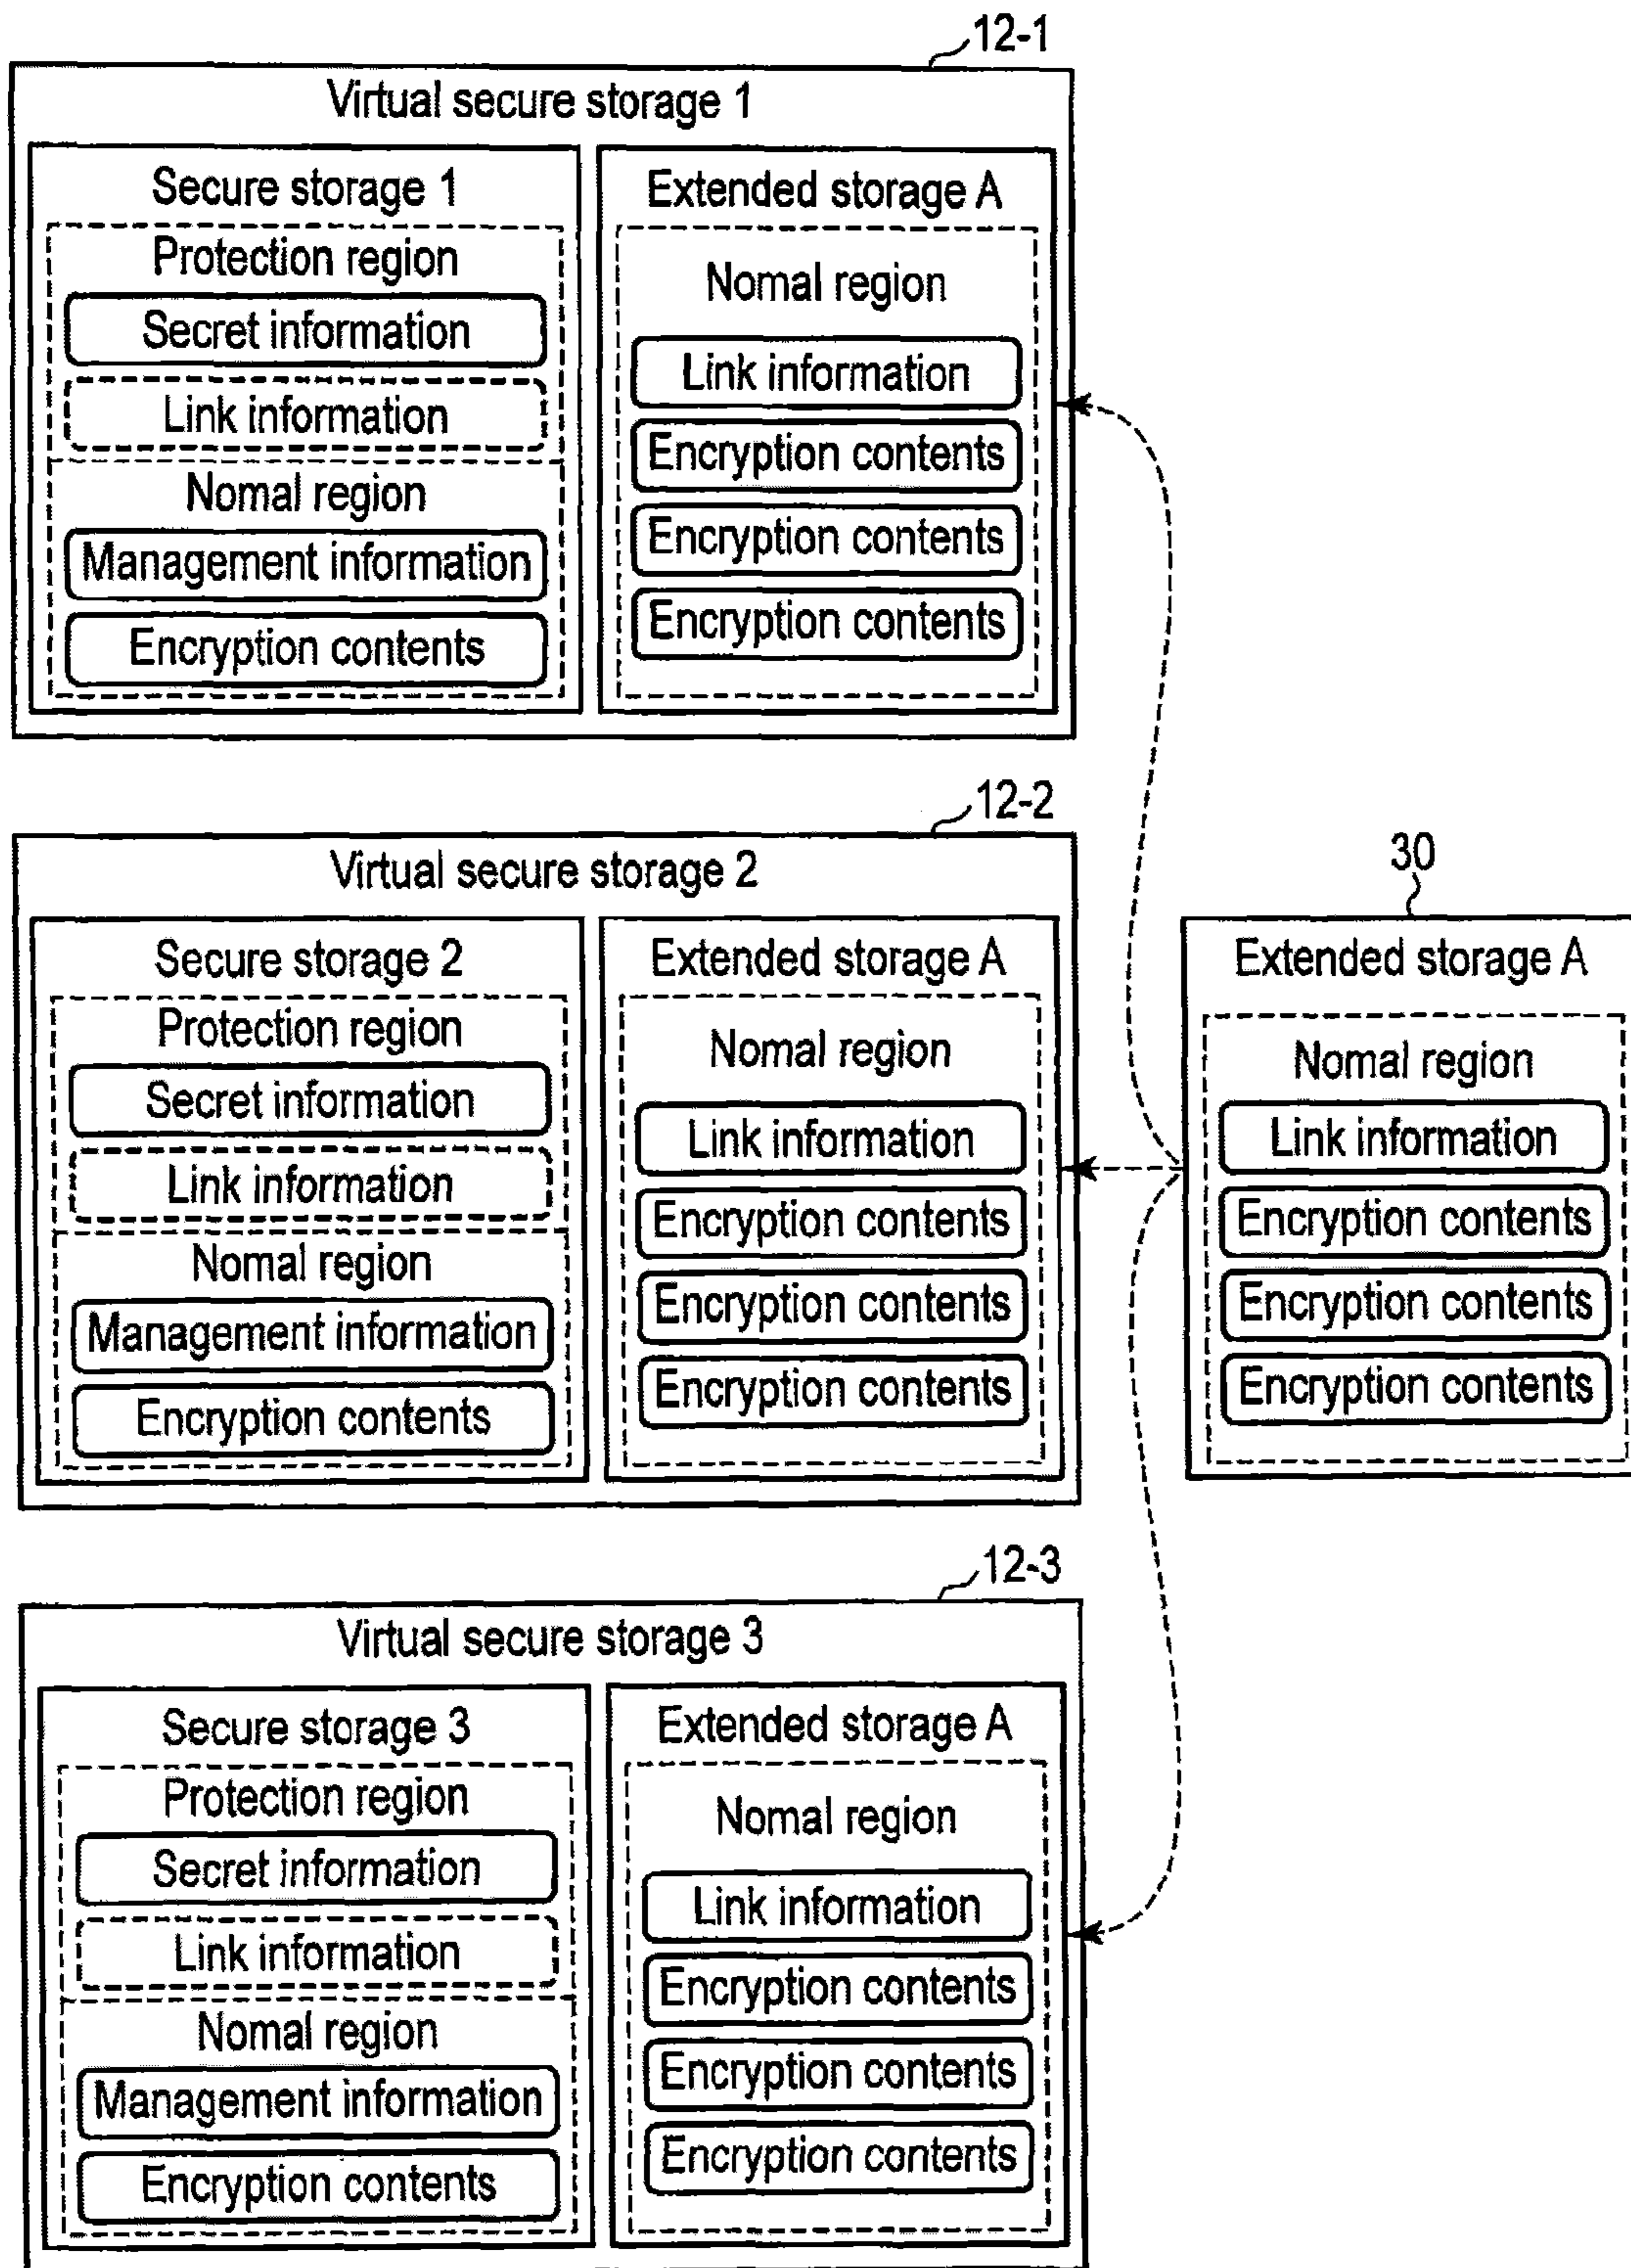 12-1
Virtual secure storage 1
Secure storage 1
Protection region
Secret information
Link information
Nomal region
Management information
Encryption contents
Extended storage A
Nomal region
Link information
Encryption contents
Encryption contents
Encryption contents
12-2
Virtual secure storage 2
Secure storage 2
Protection region
Secret information
Link information
Nomal region
Management information
Encryption contents
Extended storage A
Nomal region
Link information
Encryption contents
Encryption contents
Encryption contents
30
Extended storage A
Nomal region
Link information
Encryption contents
Encryption contents
Encryption contents
12-3
Virtual secure storage 3
Secure storage 3
Protection region
Secret information
Link information
Nomal region
Management information
Encryption contents
Extended storage A
Nomal region
Link information
Encryption contents
Encryption contents
Encryption contents